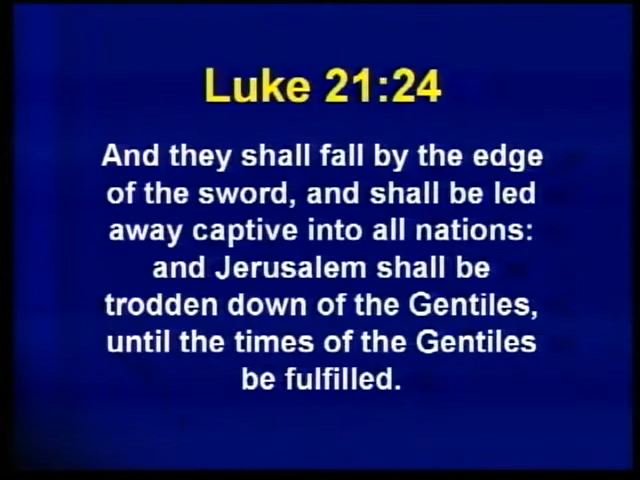 Luke 21:24
And they shall fall by the edge
of the sword, and shall be led
away captive into all nations:
and Jerusalem shall be
trodden down of the Gentiles,
until the times of the Gentiles
be fulfilled.